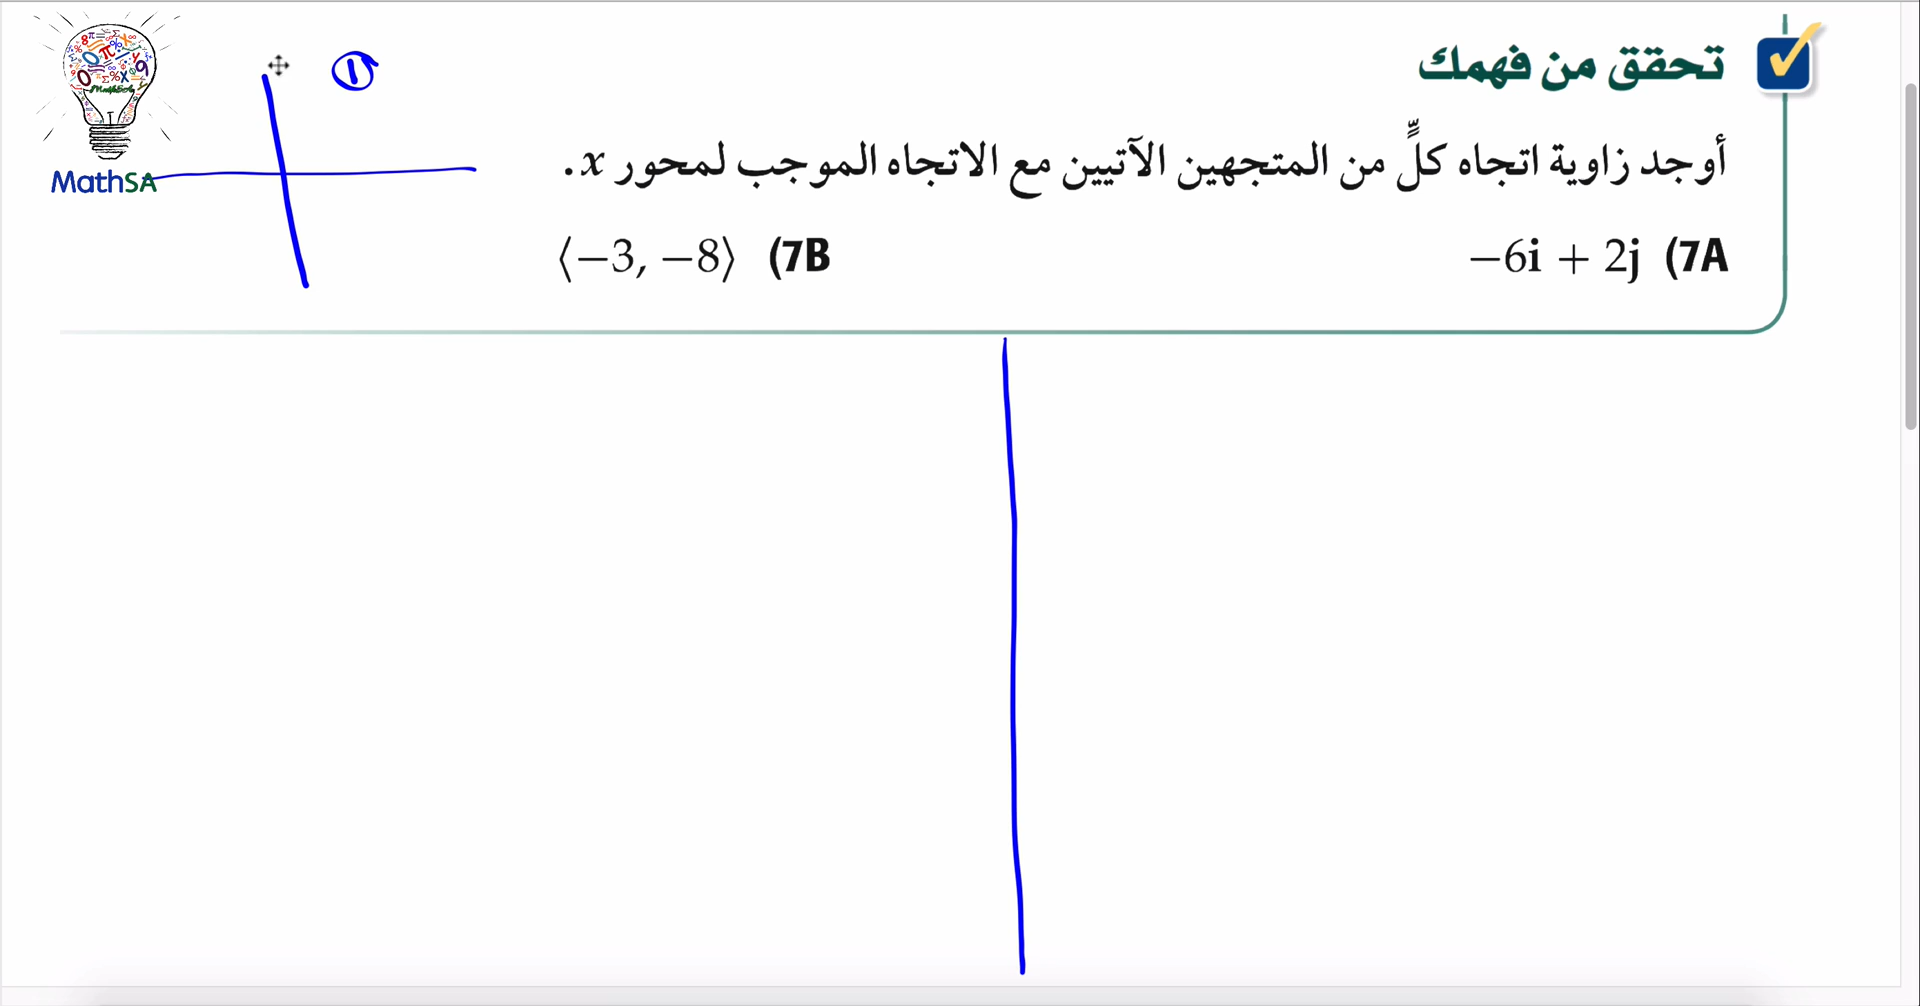 تحقق من فهمك
①
أوجد زاوية اتجاه كلٍّ من المتجهين الآتيين مع الاتجاه الموجب لمحور x.
7A) −6i + 2j
7B) ⟨−3, −8⟩
MathSA